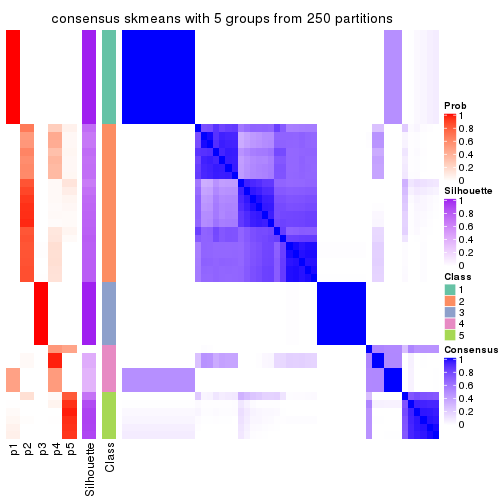 consensus skmeans with 5 groups from 250 partitions
Prob
1
0.8
0.6
0.4
0.2
0
Silhouette
1
0.8
0.6
0.4
0.2
0
Class
1
2
3
4
5
Consensus
1
0.8
0.6
0.4
0.2
0
p1
p2
p3
p4
p5
Silhouette
Class